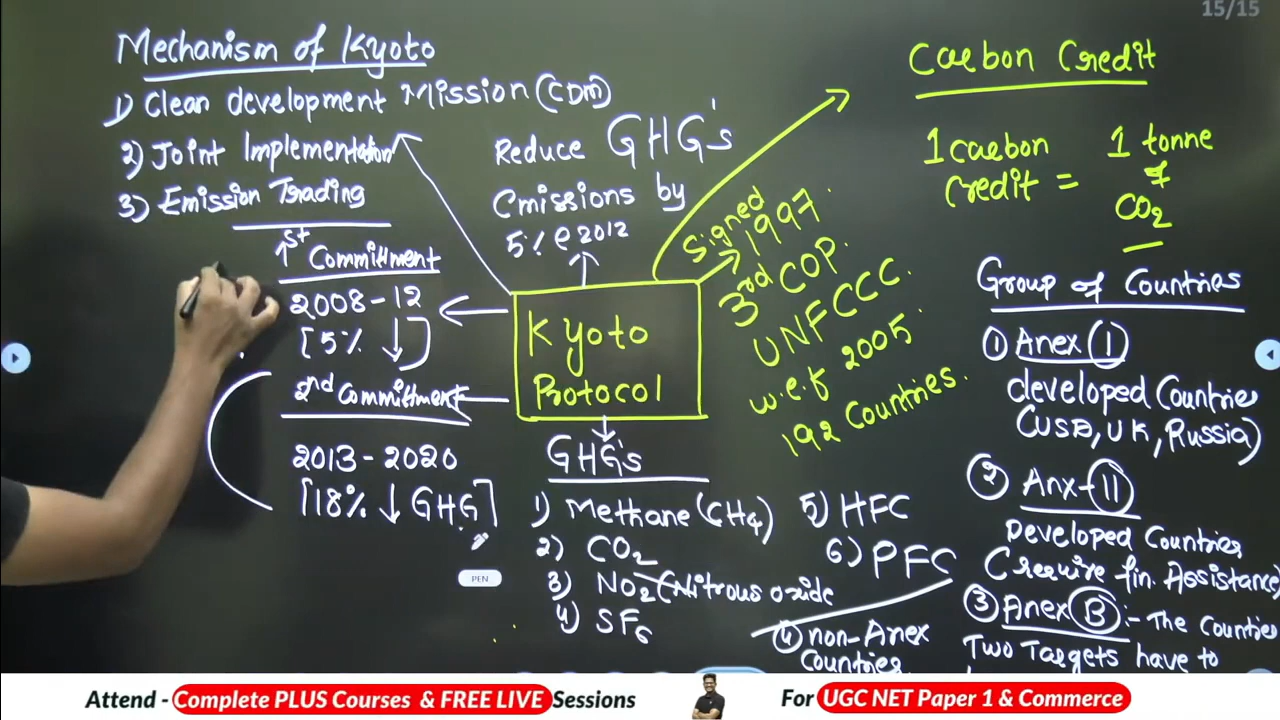 15/15
Mechanism of Kyoto
1) Clean development Mission (CDM)
2) Joint Implementation
3) Emission Trading
Reduce GHG's
Emissions by
5% @ 2012
Carbon Credit
1 carbon
credit =
1 tonne
of
CO2
Signed
1997
3rd COP.
UNFCCC.
w.e.f 2005.
192 Countries.
1st Commitment
2008-12
[5% ↓]
2nd Commitment
2013-2020
[18% ↓ GHG]
Kyoto
Protocol
GHG's
1) Methane (CH4)
2) CO2
3) NO2 (Nitrous oxide
4) SF6
5) HFC
6) PFC
Group of Countries
① Anex (I)
developed Countries
(USA, UK, Russia)
② Anx-(II)
Developed Countries
(require fin. Assistance)
③ Anex (B) :- The Countries
Two Targets have to
④ non-Anex
Countries
PEN
Attend - Complete PLUS Courses & FREE LIVE Sessions
For UGC NET Paper 1 & Commerce